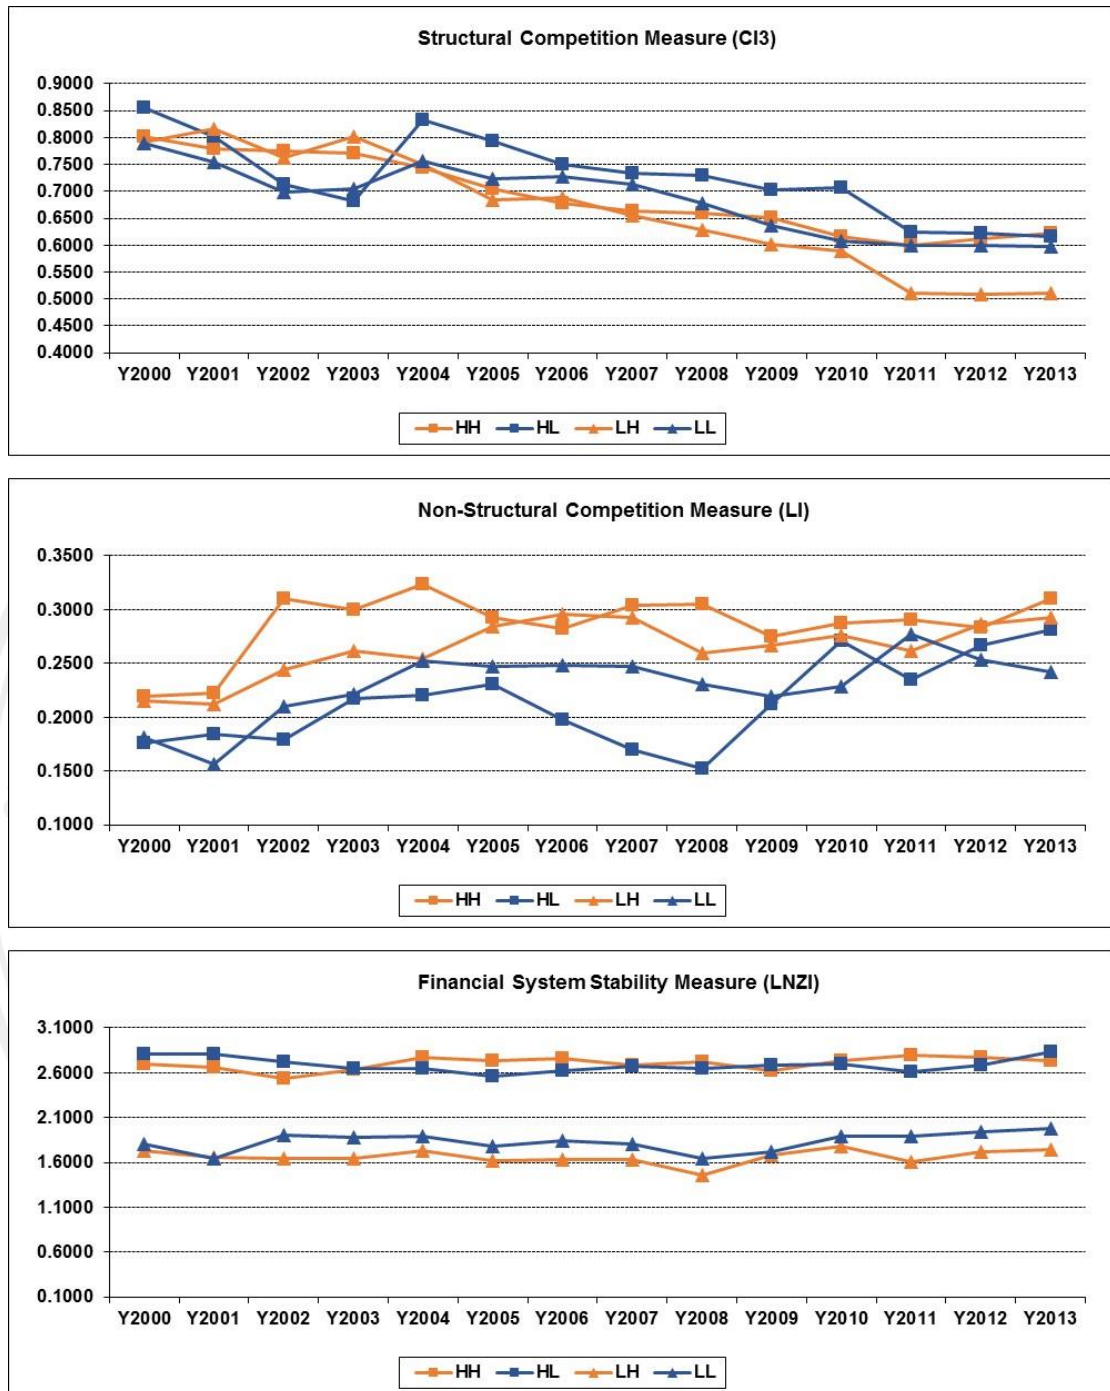 Structural Competition Measure (CI3)
0.9000
0.8500
0.8000
0.7500
0.7000
0.6500
0.6000
0.5500
0.5000
0.4500
0.4000
Y2000 Y2001 Y2002 Y2003 Y2004 Y2005 Y2006 Y2007 Y2008 Y2009 Y2010 Y2011 Y2012 Y2013
HH HL LH LL
Non-Structural Competition Measure (LI)
0.3500
0.3000
0.2500
0.2000
0.1500
0.1000
Y2000 Y2001 Y2002 Y2003 Y2004 Y2005 Y2006 Y2007 Y2008 Y2009 Y2010 Y2011 Y2012 Y2013
HH HL LH LL
Financial System Stability Measure (LNZI)
3.1000
2.6000
2.1000
1.6000
1.1000
0.6000
0.1000
Y2000 Y2001 Y2002 Y2003 Y2004 Y2005 Y2006 Y2007 Y2008 Y2009 Y2010 Y2011 Y2012 Y2013
HH HL LH LL